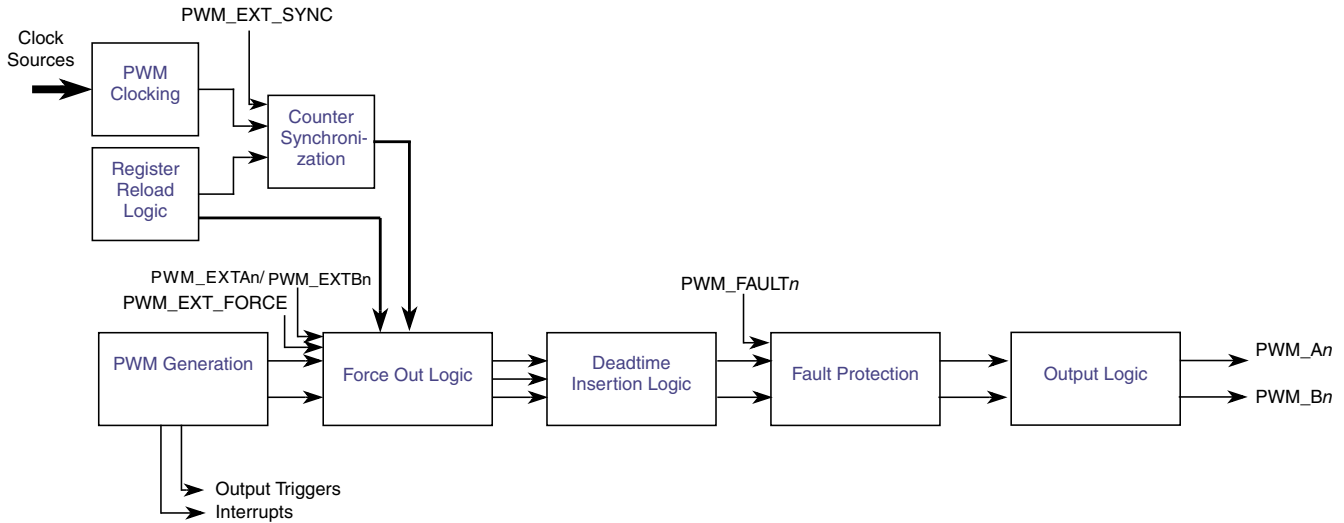 PWM_EXT_SYNC
Clock
Sources
PWM
Clocking
Counter
Synchroni-
zation
Register
Reload
Logic
PWM_EXTAn/ PWM_EXTBn
PWM_EXT_FORCE
PWM_FAULTn
PWM Generation
Force Out Logic
Deadtime
Insertion Logic
Fault Protection
Output Logic
PWM_An
PWM_Bn
Output Triggers
Interrupts